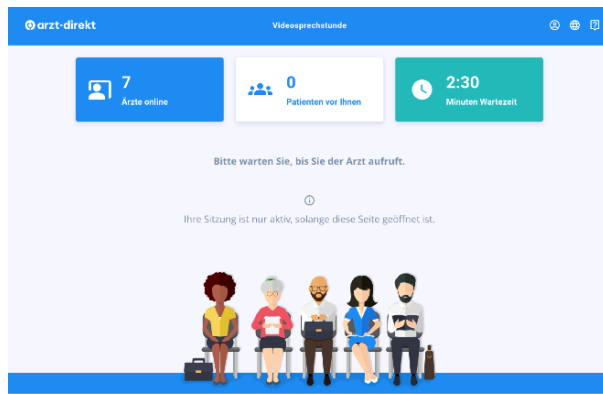 arzt-direkt
Videosprechstunde
7
Ärzte online
0
Patienten vor Ihnen
2:30
Minuten Wartezeit
Bitte warten Sie, bis Sie der Arzt aufruft.
Ihre Sitzung ist nur aktiv, solange diese Seite geöffnet ist.